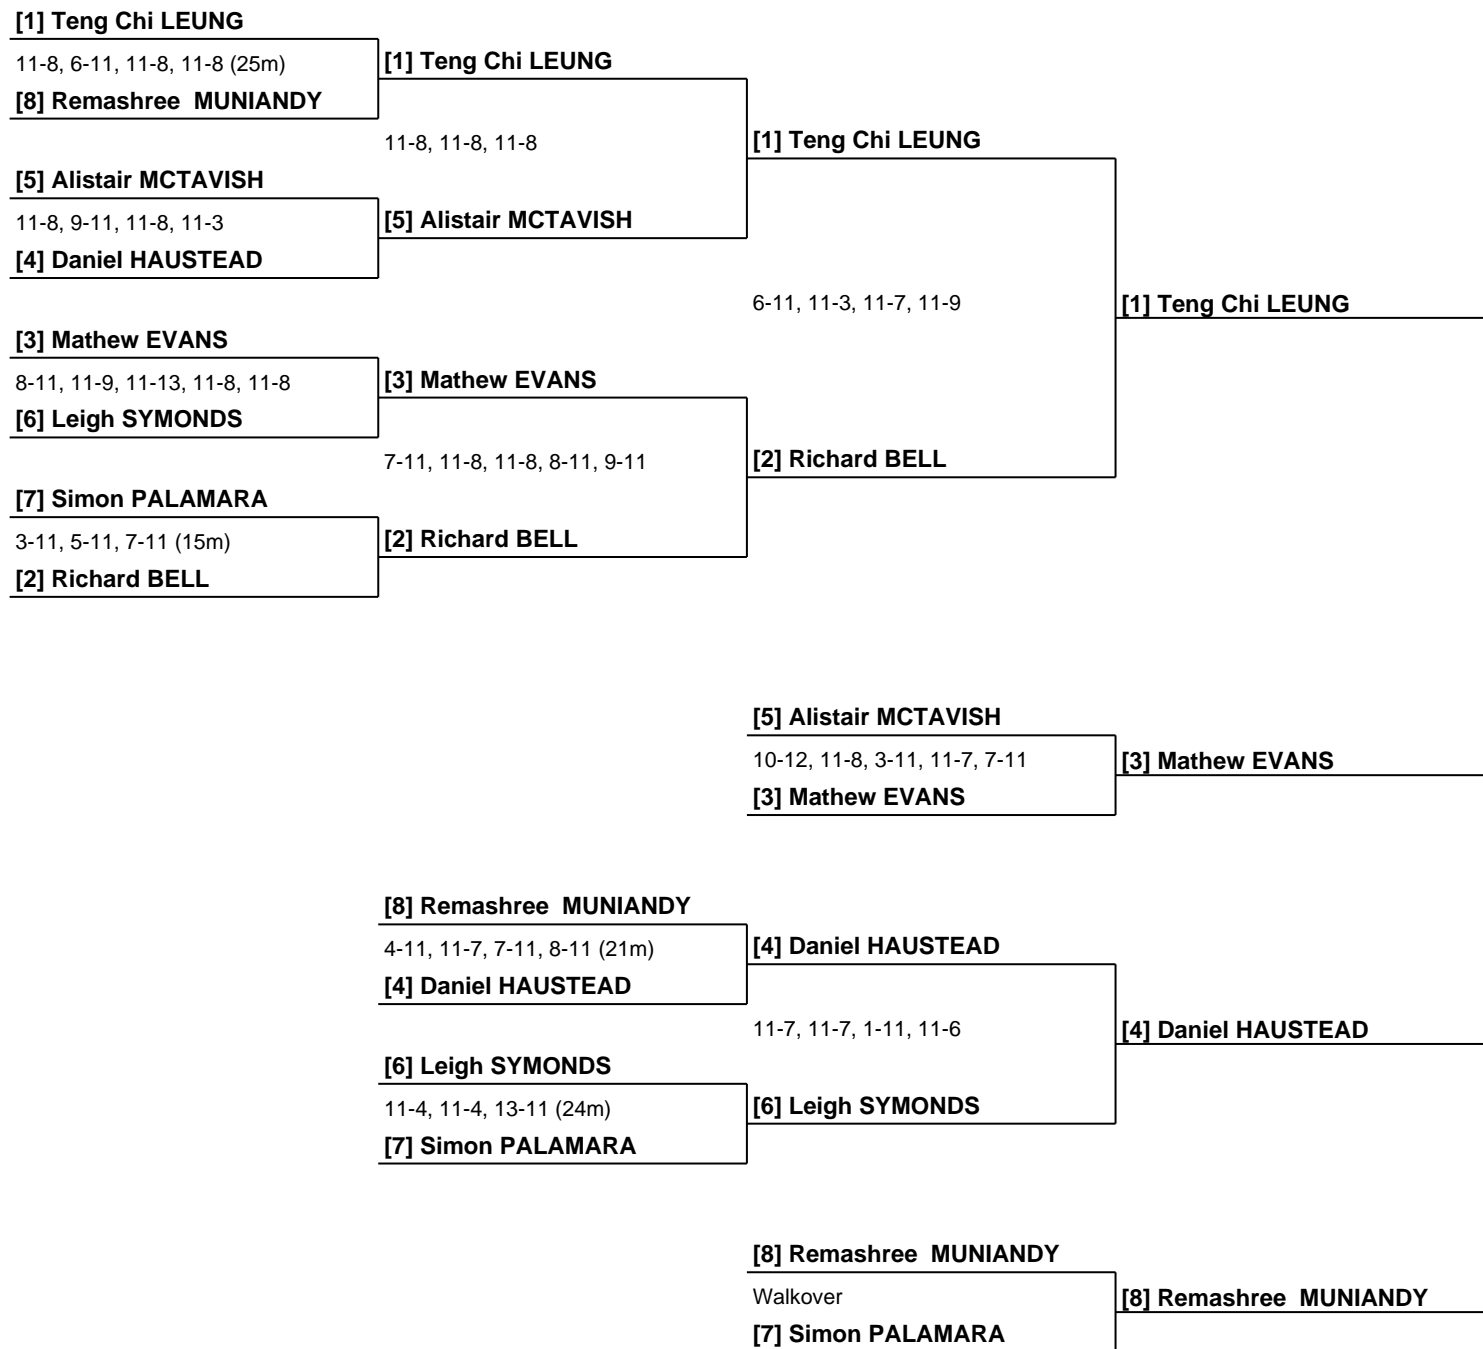 [1] Teng Chi LEUNG
11-8, 6-11, 11-8, 11-8 (25m)
[8] Remashree  MUNIANDY
[1] Teng Chi LEUNG
11-8, 11-8, 11-8
[5] Alistair MCTAVISH
11-8, 9-11, 11-8, 11-3
[4] Daniel HAUSTEAD
[5] Alistair MCTAVISH
[1] Teng Chi LEUNG
6-11, 11-3, 11-7, 11-9
[1] Teng Chi LEUNG
[3] Mathew EVANS
8-11, 11-9, 11-13, 11-8, 11-8
[6] Leigh SYMONDS
[3] Mathew EVANS
7-11, 11-8, 11-8, 8-11, 9-11
[2] Richard BELL
[7] Simon PALAMARA
3-11, 5-11, 7-11 (15m)
[2] Richard BELL
[2] Richard BELL
[5] Alistair MCTAVISH
10-12, 11-8, 3-11, 11-7, 7-11
[3] Mathew EVANS
[3] Mathew EVANS
[8] Remashree  MUNIANDY
4-11, 11-7, 7-11, 8-11 (21m)
[4] Daniel HAUSTEAD
[4] Daniel HAUSTEAD
11-7, 11-7, 1-11, 11-6
[4] Daniel HAUSTEAD
[6] Leigh SYMONDS
11-4, 11-4, 13-11 (24m)
[7] Simon PALAMARA
[6] Leigh SYMONDS
[8] Remashree  MUNIANDY
Walkover
[7] Simon PALAMARA
[8] Remashree  MUNIANDY